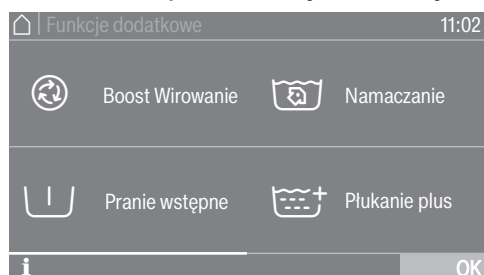 Funkcje dodatkowe 11:02
Boost Wirowanie Namaczanie
Pranie wstępne Płukanie plus
i OK